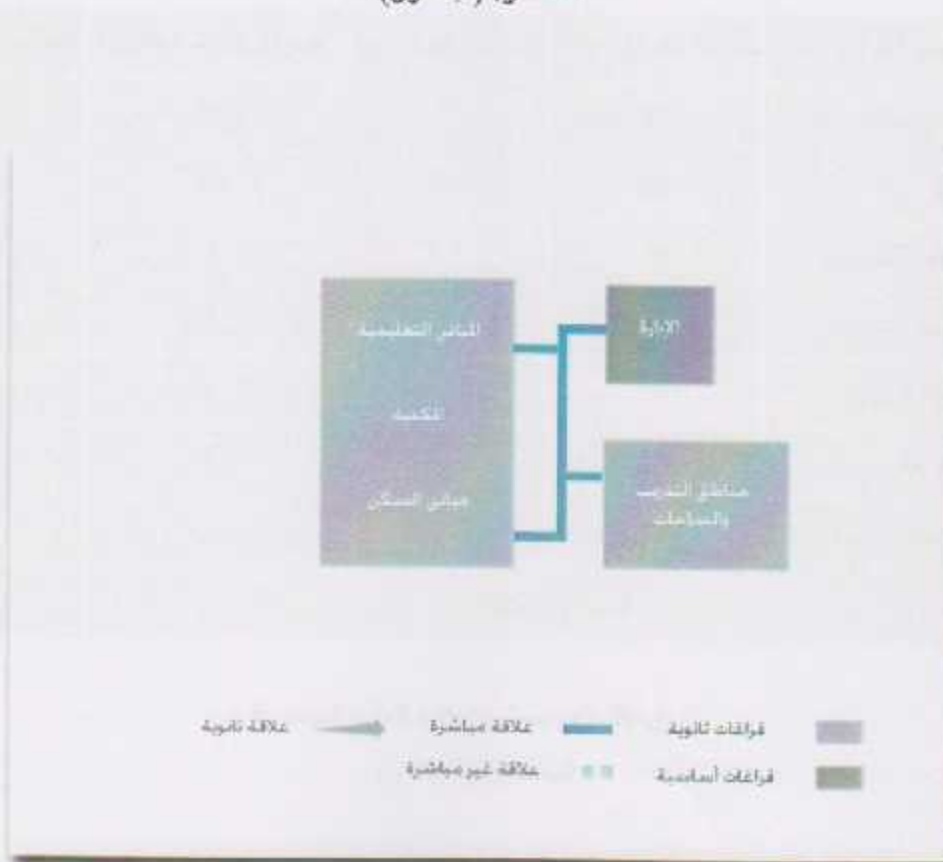 المباني التعليمية
المكتبة
مباني السكن
الإدارة
مناطق التدريب
والساحات
فراغات ثانوية
علاقة مباشرة
علاقة ثانوية
فراغات أساسية
علاقة غير مباشرة